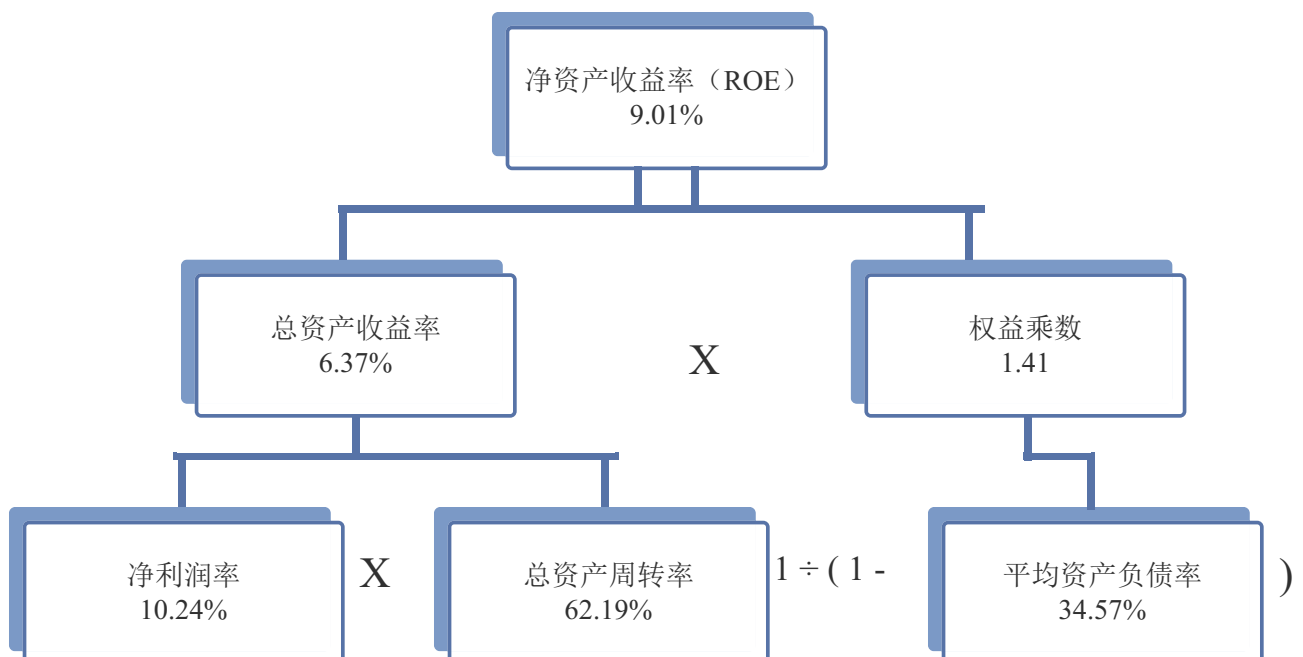 净资产收益率（ROE）
9.01%
总资产收益率
6.37%
X
权益乘数
1.41
净利润率
10.24%
X
总资产周转率
62.19%
1 ÷ ( 1 -
平均资产负债率
34.57%
)